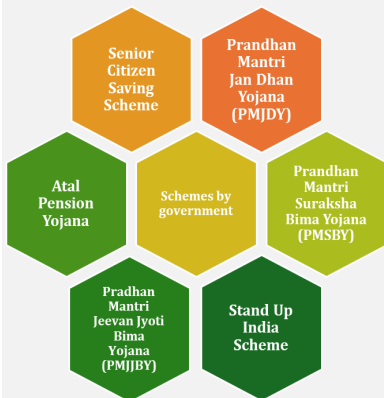 Senior
Citizen
Saving
Scheme
Prandhan
Mantri
Jan Dhan
Yojana
(PMJDY)
Atal
Pension
Yojana
Schemes by
government
Prandhan
Mantri
Suraksha
Bima Yojana
(PMSBY)
Pradhan
Mantri
Jeevan Jyoti
Bima
Yojana
(PMJJBY)
Stand Up
India
Scheme